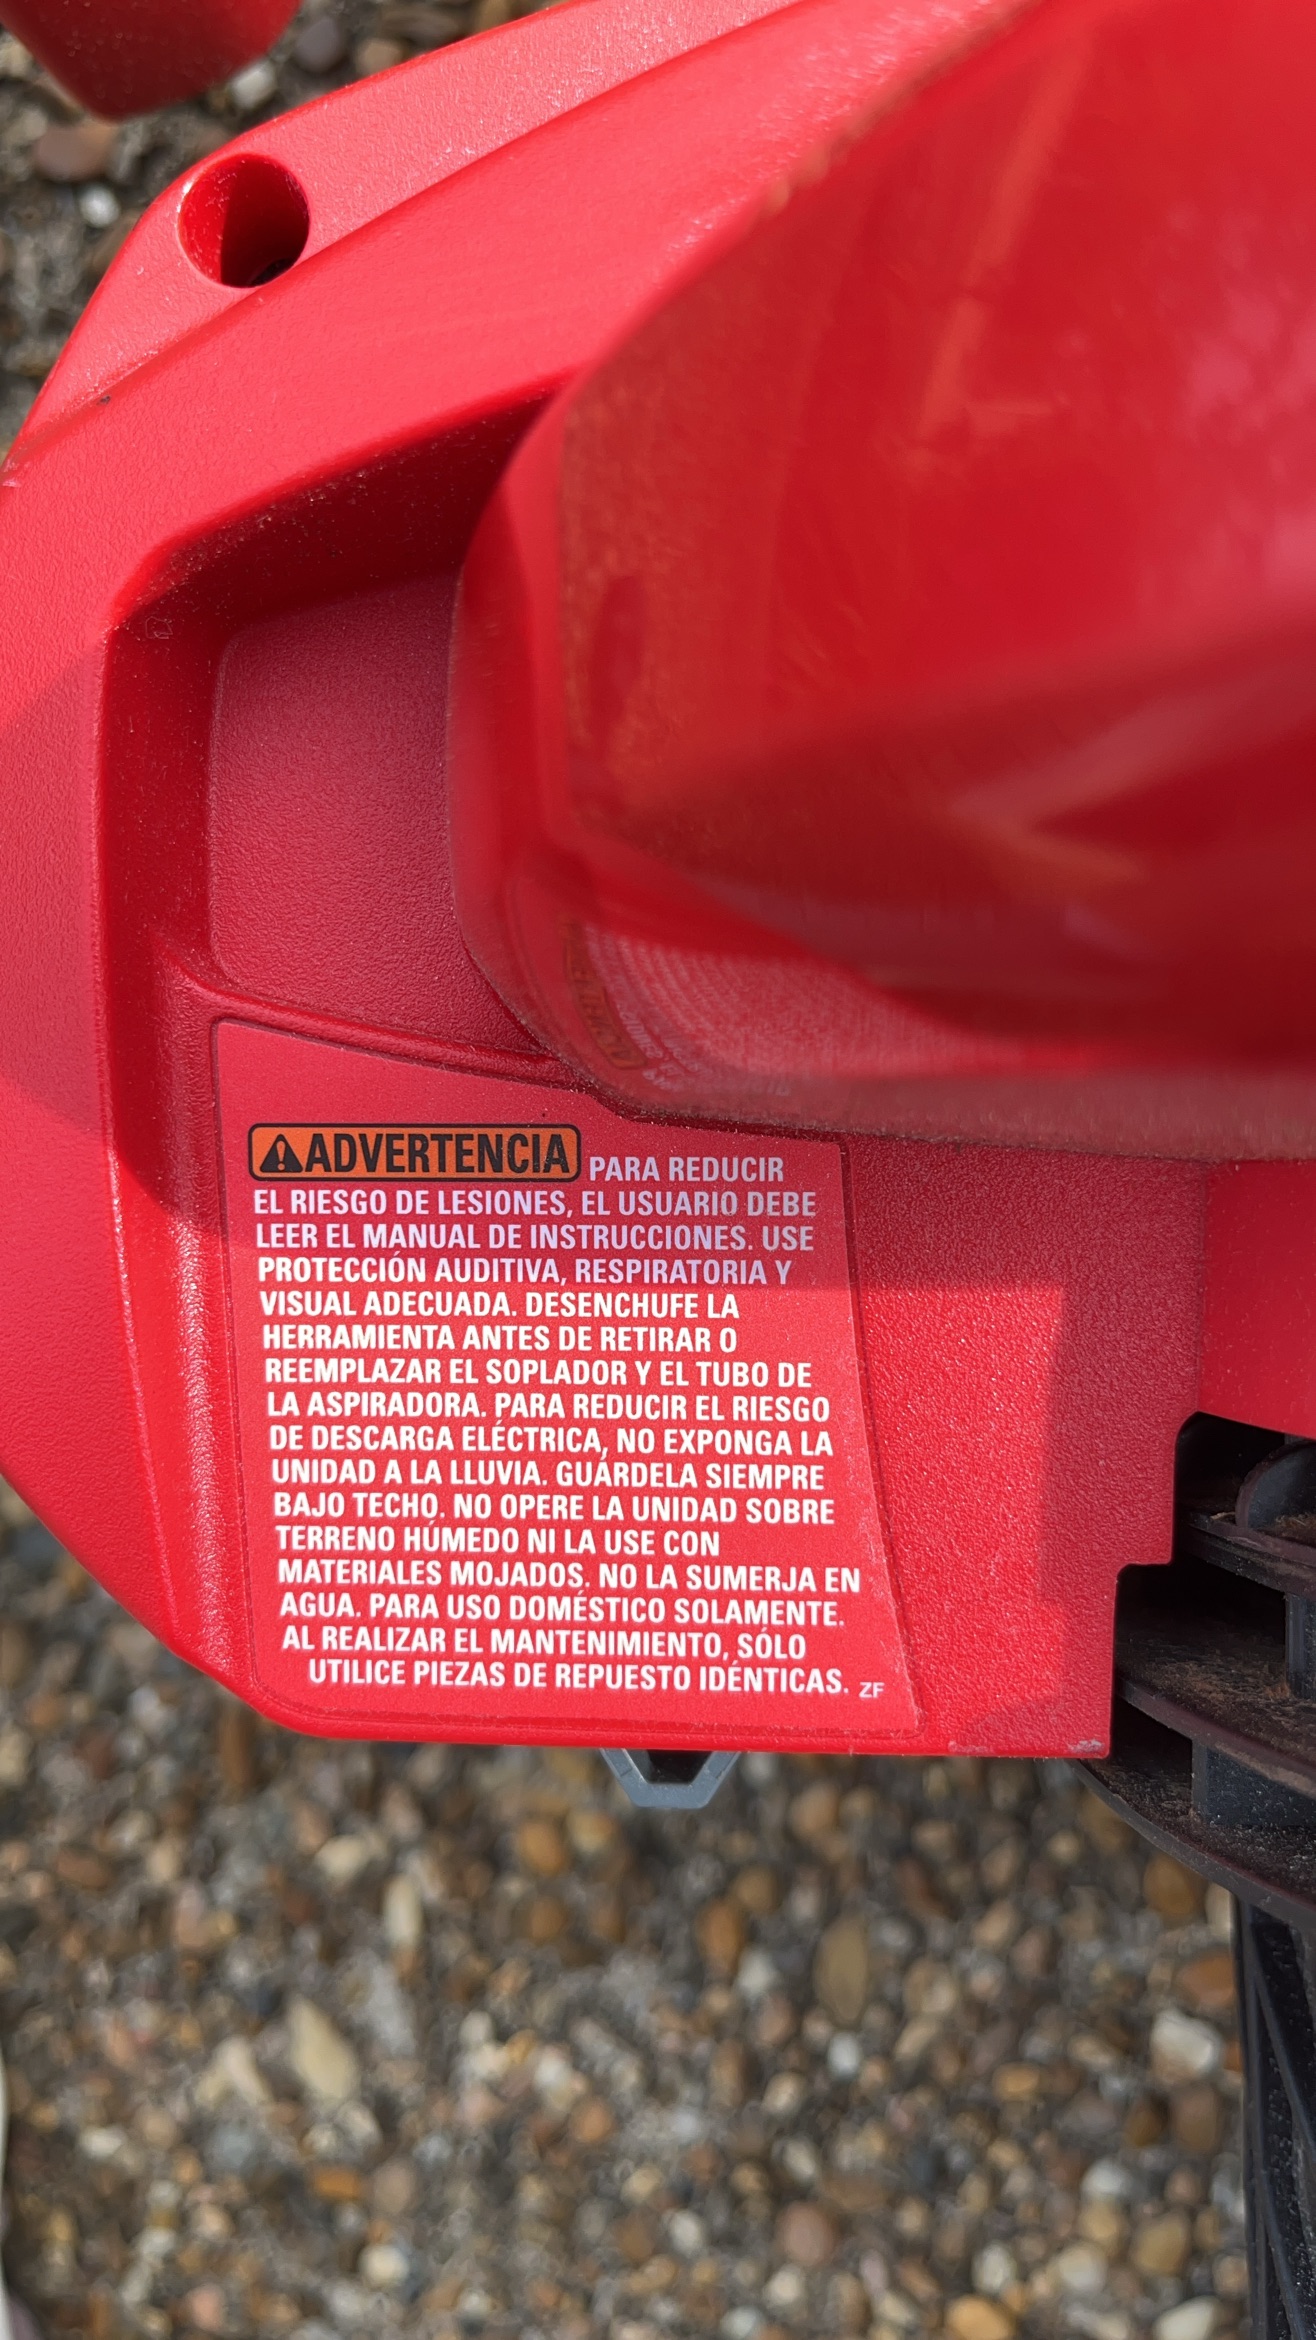 ADVERTENCIA PARA REDUCIR
EL RIESGO DE LESIONES, EL USUARIO DEBE
LEER EL MANUAL DE INSTRUCCIONES. USE
PROTECCIÓN AUDITIVA, RESPIRATORIA Y
VISUAL ADECUADA. DESENCHUFE LA
HERRAMIENTA ANTES DE RETIRAR O
REEMPLAZAR EL SOPLADOR Y EL TUBO DE
LA ASPIRADORA. PARA REDUCIR EL RIESGO
DE DESCARGA ELÉCTRICA, NO EXPONGA LA
UNIDAD A LA LLUVIA. GUÁRDELA SIEMPRE
BAJO TECHO. NO OPERE LA UNIDAD SOBRE
TERRENO HÚMEDO NI LA USE CON
MATERIALES MOJADOS. NO LA SUMERJA EN
AGUA. PARA USO DOMÉSTICO SOLAMENTE.
AL REALIZAR EL MANTENIMIENTO, SÓLO
UTILICE PIEZAS DE REPUESTO IDÉNTICAS. ZF